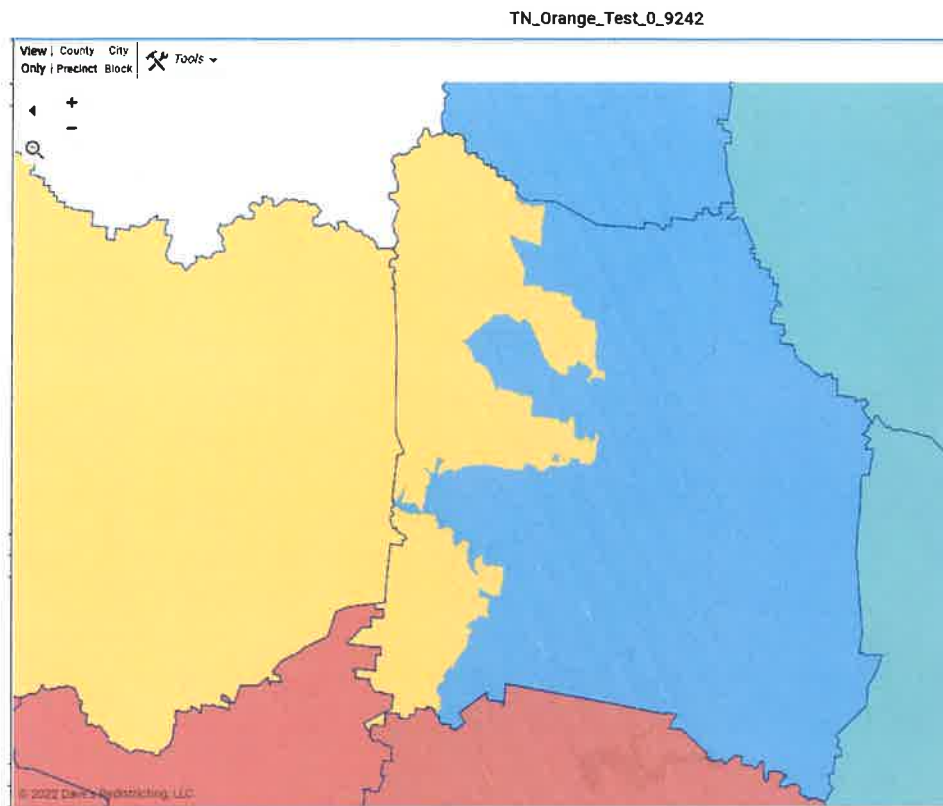 TN_Orange_Test_0_9242
View County City
Only Precinct Block
Tools
+
−
© 2022 Dave's Redistricting, LLC